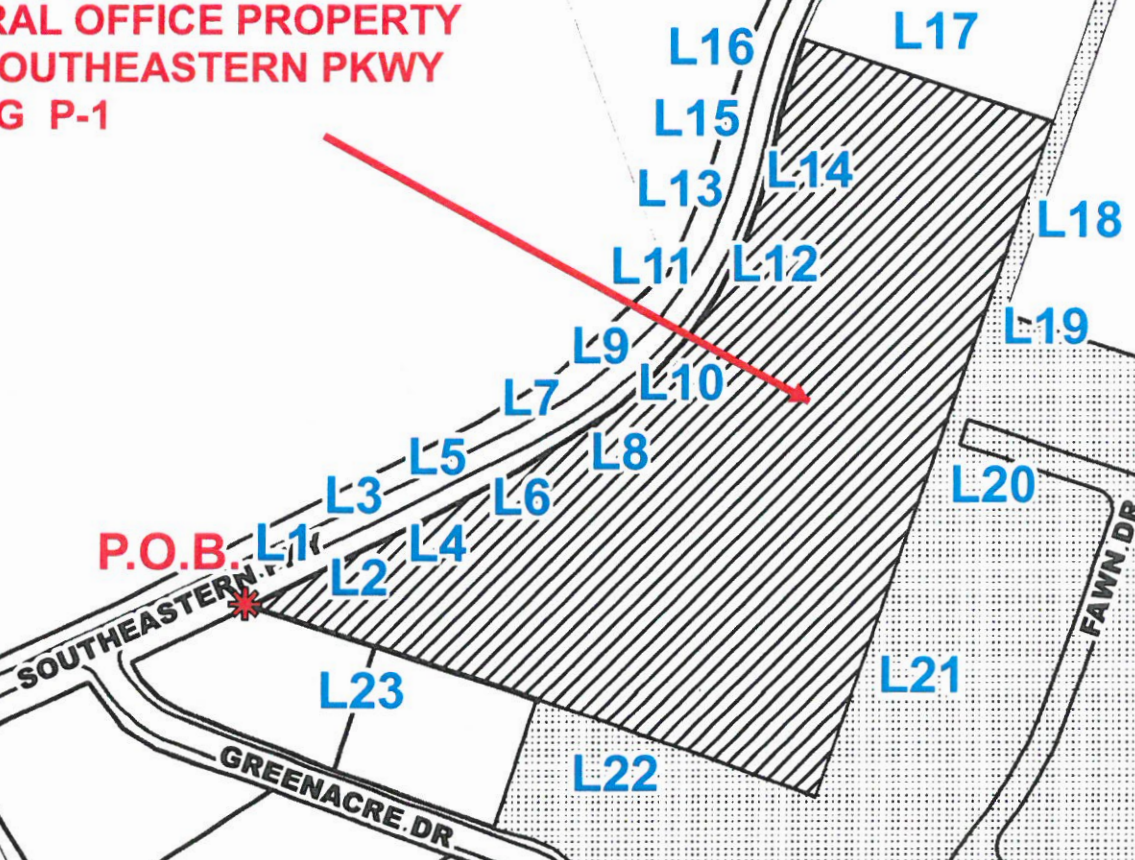 RAL OFFICE PROPERTY
OUTHEASTERN PKWY
G P-1
L16
L17
L15
L14
L13
L18
L11
L12
L19
L9
L10
L7
L8
L5
L20
L3
L6
P.O.B.
L1
L4
L2
SOUTHEASTERN PKWY
FAWN DR
L21
L23
L22
GREENACRE DR